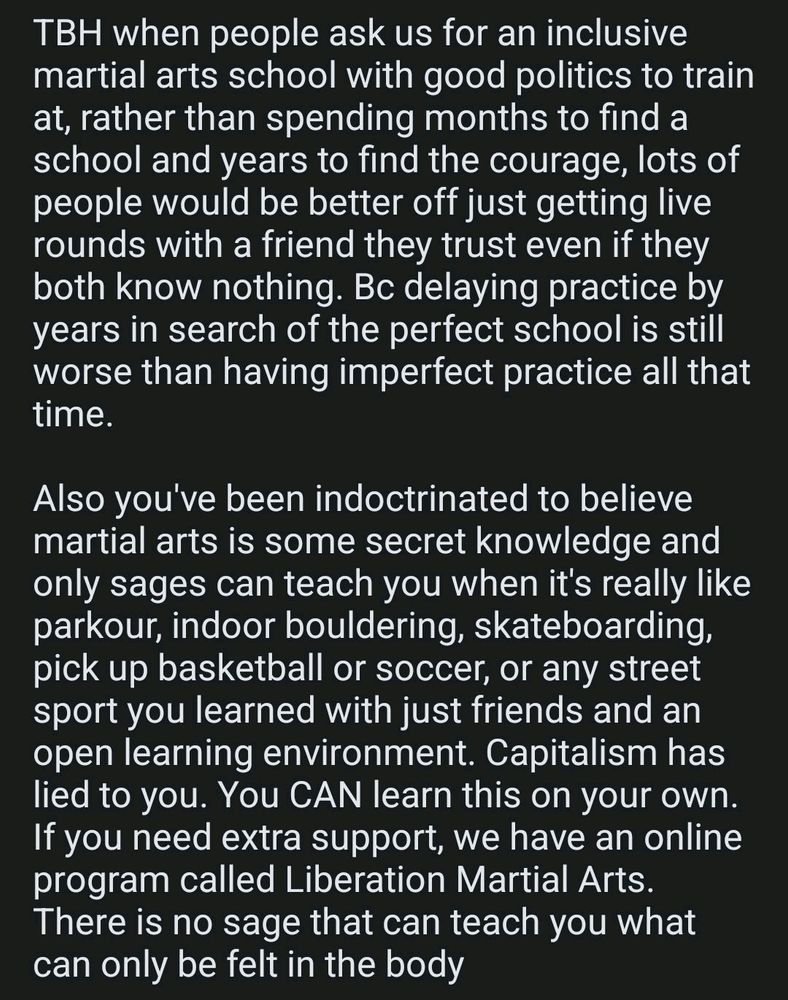 TBH when people ask us for an inclusive
martial arts school with good politics to train
at, rather than spending months to find a
school and years to find the courage, lots of
people would be better off just getting live
rounds with a friend they trust even if they
both know nothing. Bc delaying practice by
years in search of the perfect school is still
worse than having imperfect practice all that
time.

Also you've been indoctrinated to believe
martial arts is some secret knowledge and
only sages can teach you when it's really like
parkour, indoor bouldering, skateboarding,
pick up basketball or soccer, or any street
sport you learned with just friends and an
open learning environment. Capitalism has
lied to you. You CAN learn this on your own.
If you need extra support, we have an online
program called Liberation Martial Arts.
There is no sage that can teach you what
can only be felt in the body